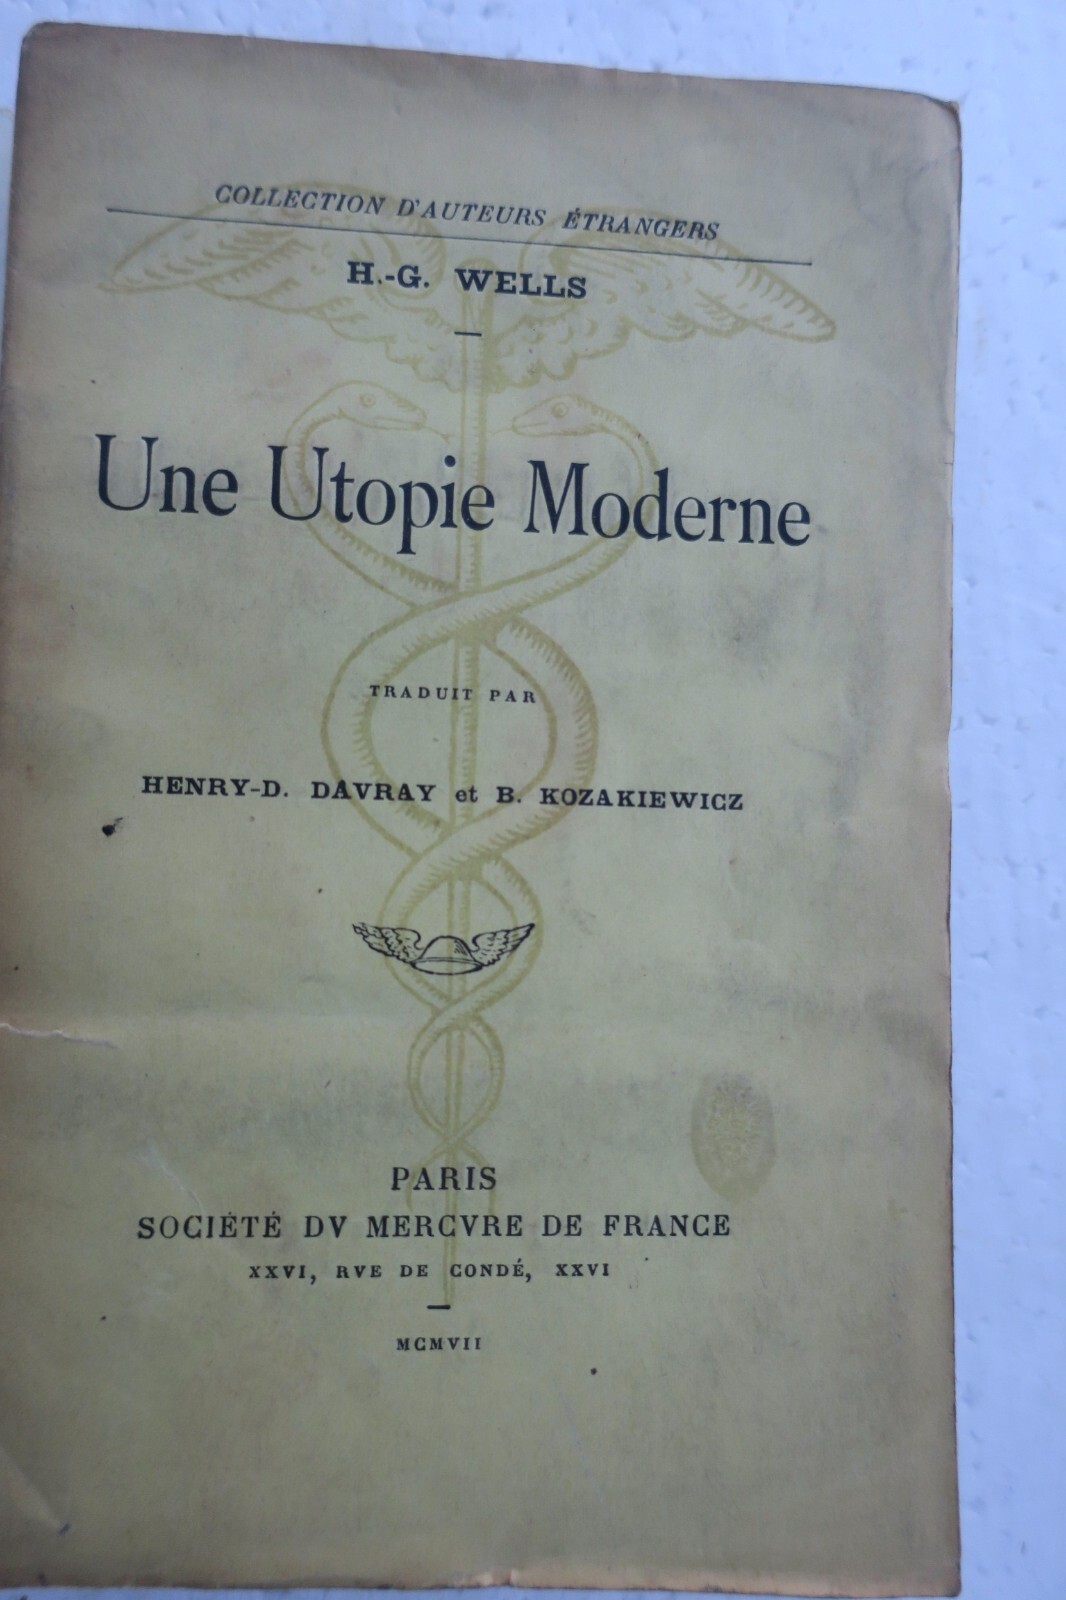 COLLECTION D'AUTEURS ÉTRANGERS
H.-G. WELLS
Une Utopie Moderne
TRADUIT PAR
HENRY-D. DAVRAY et B. KOZAKIEWICZ
PARIS
SOCIÉTÉ DV MERCVRE DE FRANCE
XXVI, RVE DE CONDÉ, XXVI
MCMVII